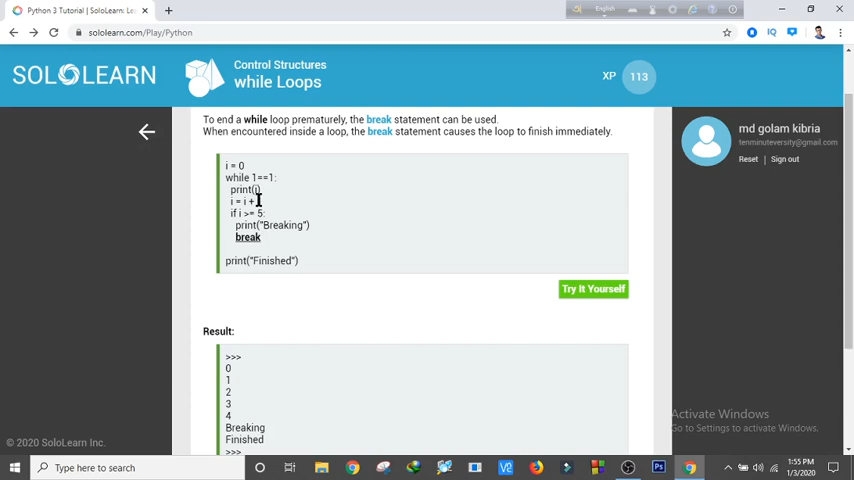 Python 3 Tutorial | SoloLearn: Le
English
sololearn.com/Play/Python
SOLOLEARN
Control Structures
while Loops
XP 113
To end a while loop prematurely, the break statement can be used.
When encountered inside a loop, the break statement causes the loop to finish immediately.
md golam kibria
tenminuteversity@gmail.com
Reset | Sign out
i = 0
while 1==1:
print(i)
i = i +
if i >= 5:
print("Breaking")
break
print("Finished")
Try It Yourself
Result:
>>>
0
1
2
3
4
Breaking
Finished
>>>
Activate Windows
Go to Settings to activate Windows.
© 2020 SoloLearn Inc.
Type here to search
1:55 PM
1/3/2020